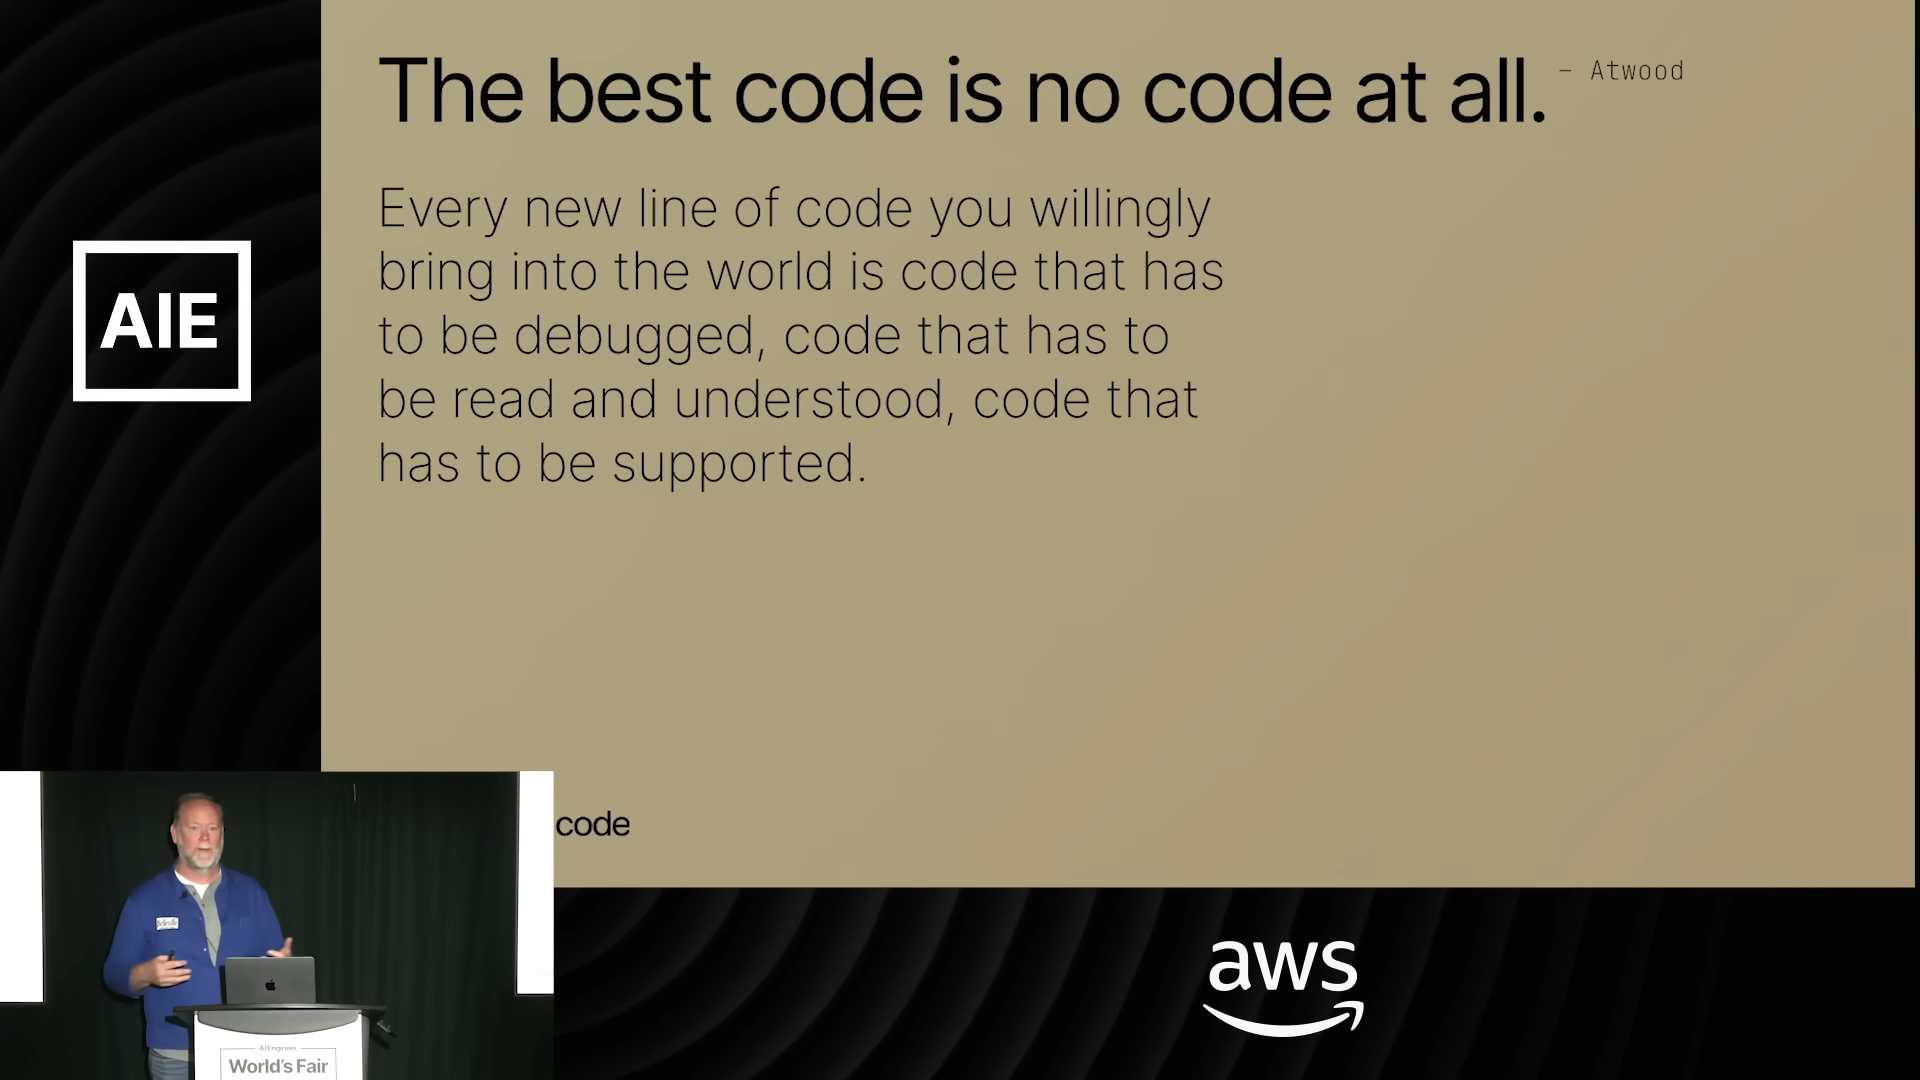 The best code is no code at all. – Atwood
Every new line of code you willingly
bring into the world is code that has
to be debugged, code that has to
be read and understood, code that
has to be supported.
AIE
code
aws
AI Engineer
World's Fair